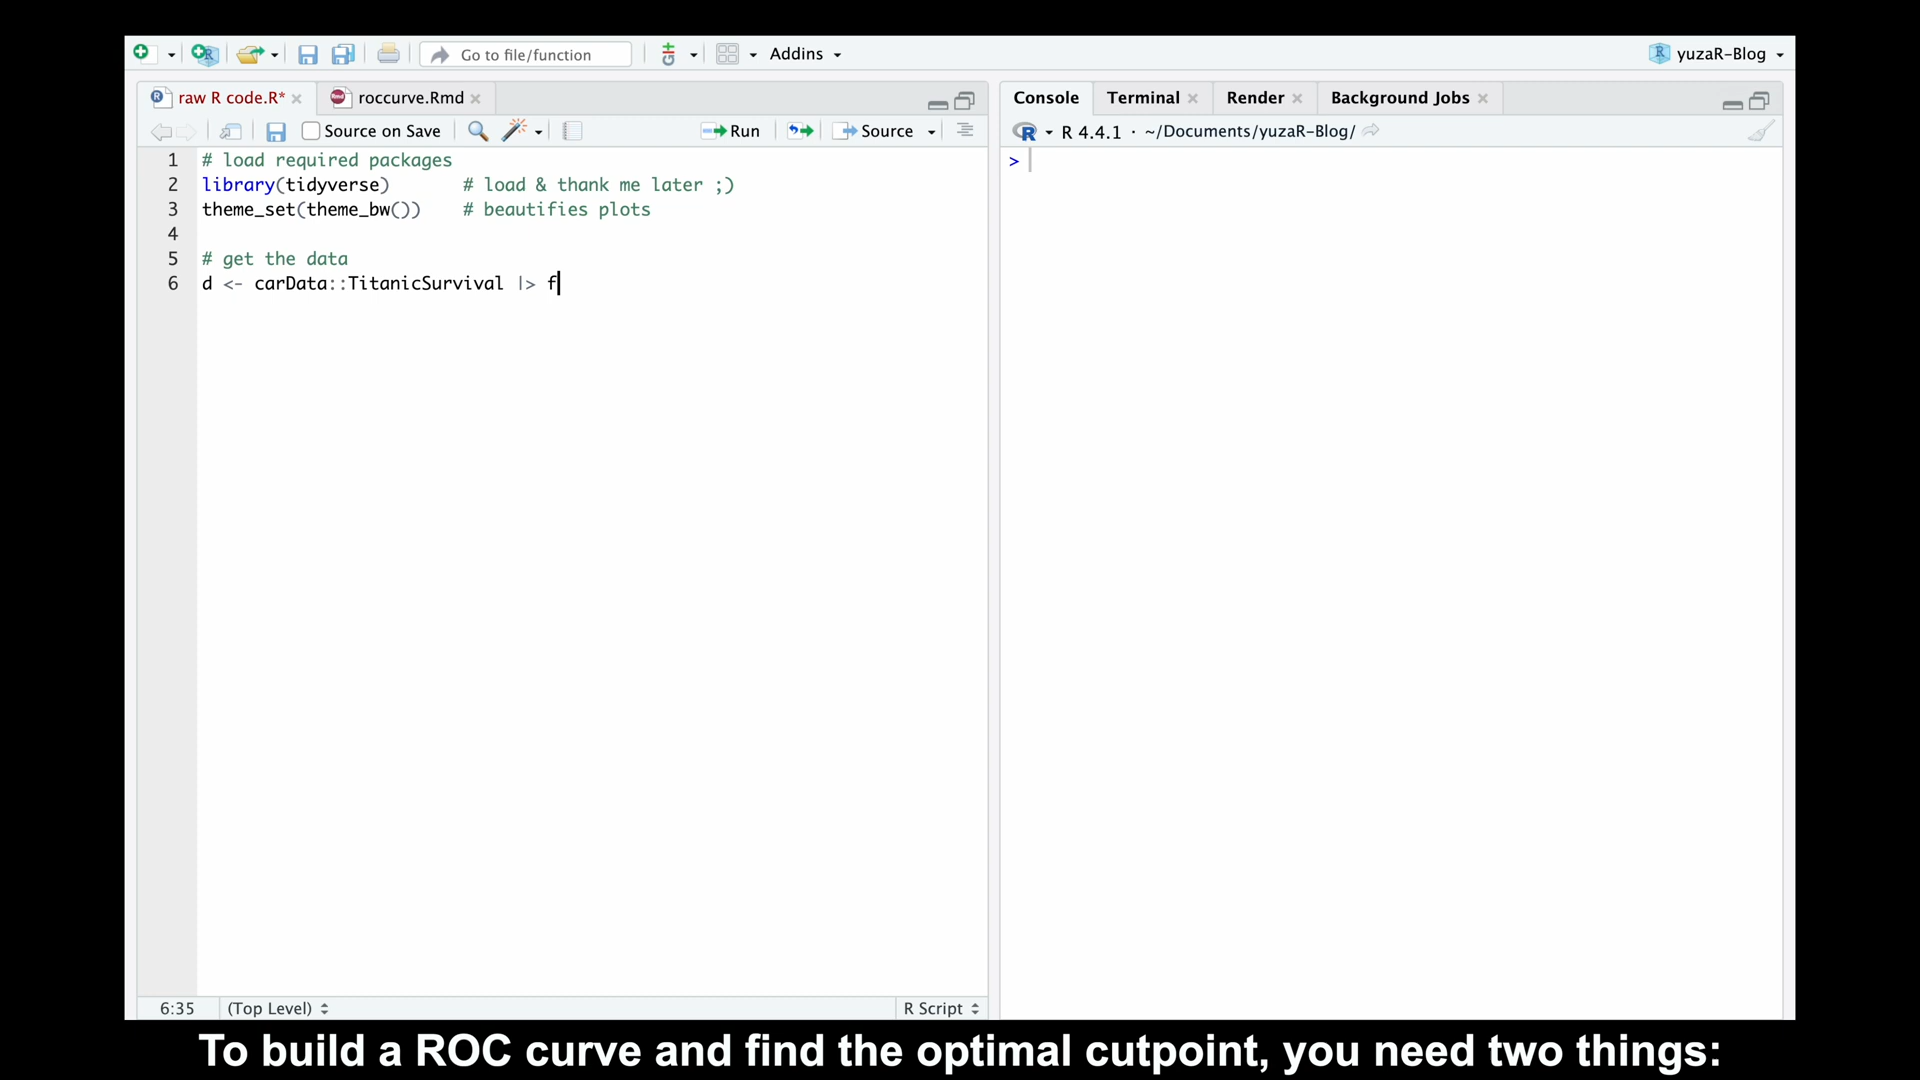 Go to file/function
Addins
yuzaR-Blog
raw R code.R*
roccurve.Rmd
Source on Save
Run
Source
1 # load required packages
2 library(tidyverse) # load & thank me later ;)
3 theme_set(theme_bw()) # beautifies plots
4
5 # get the data
6 d <- carData::TitanicSurvival |> f
6:35 (Top Level) R Script
Console Terminal Render Background Jobs
R 4.4.1 · ~/Documents/yuzaR-Blog/
>
To build a ROC curve and find the optimal cutpoint, you need two things: